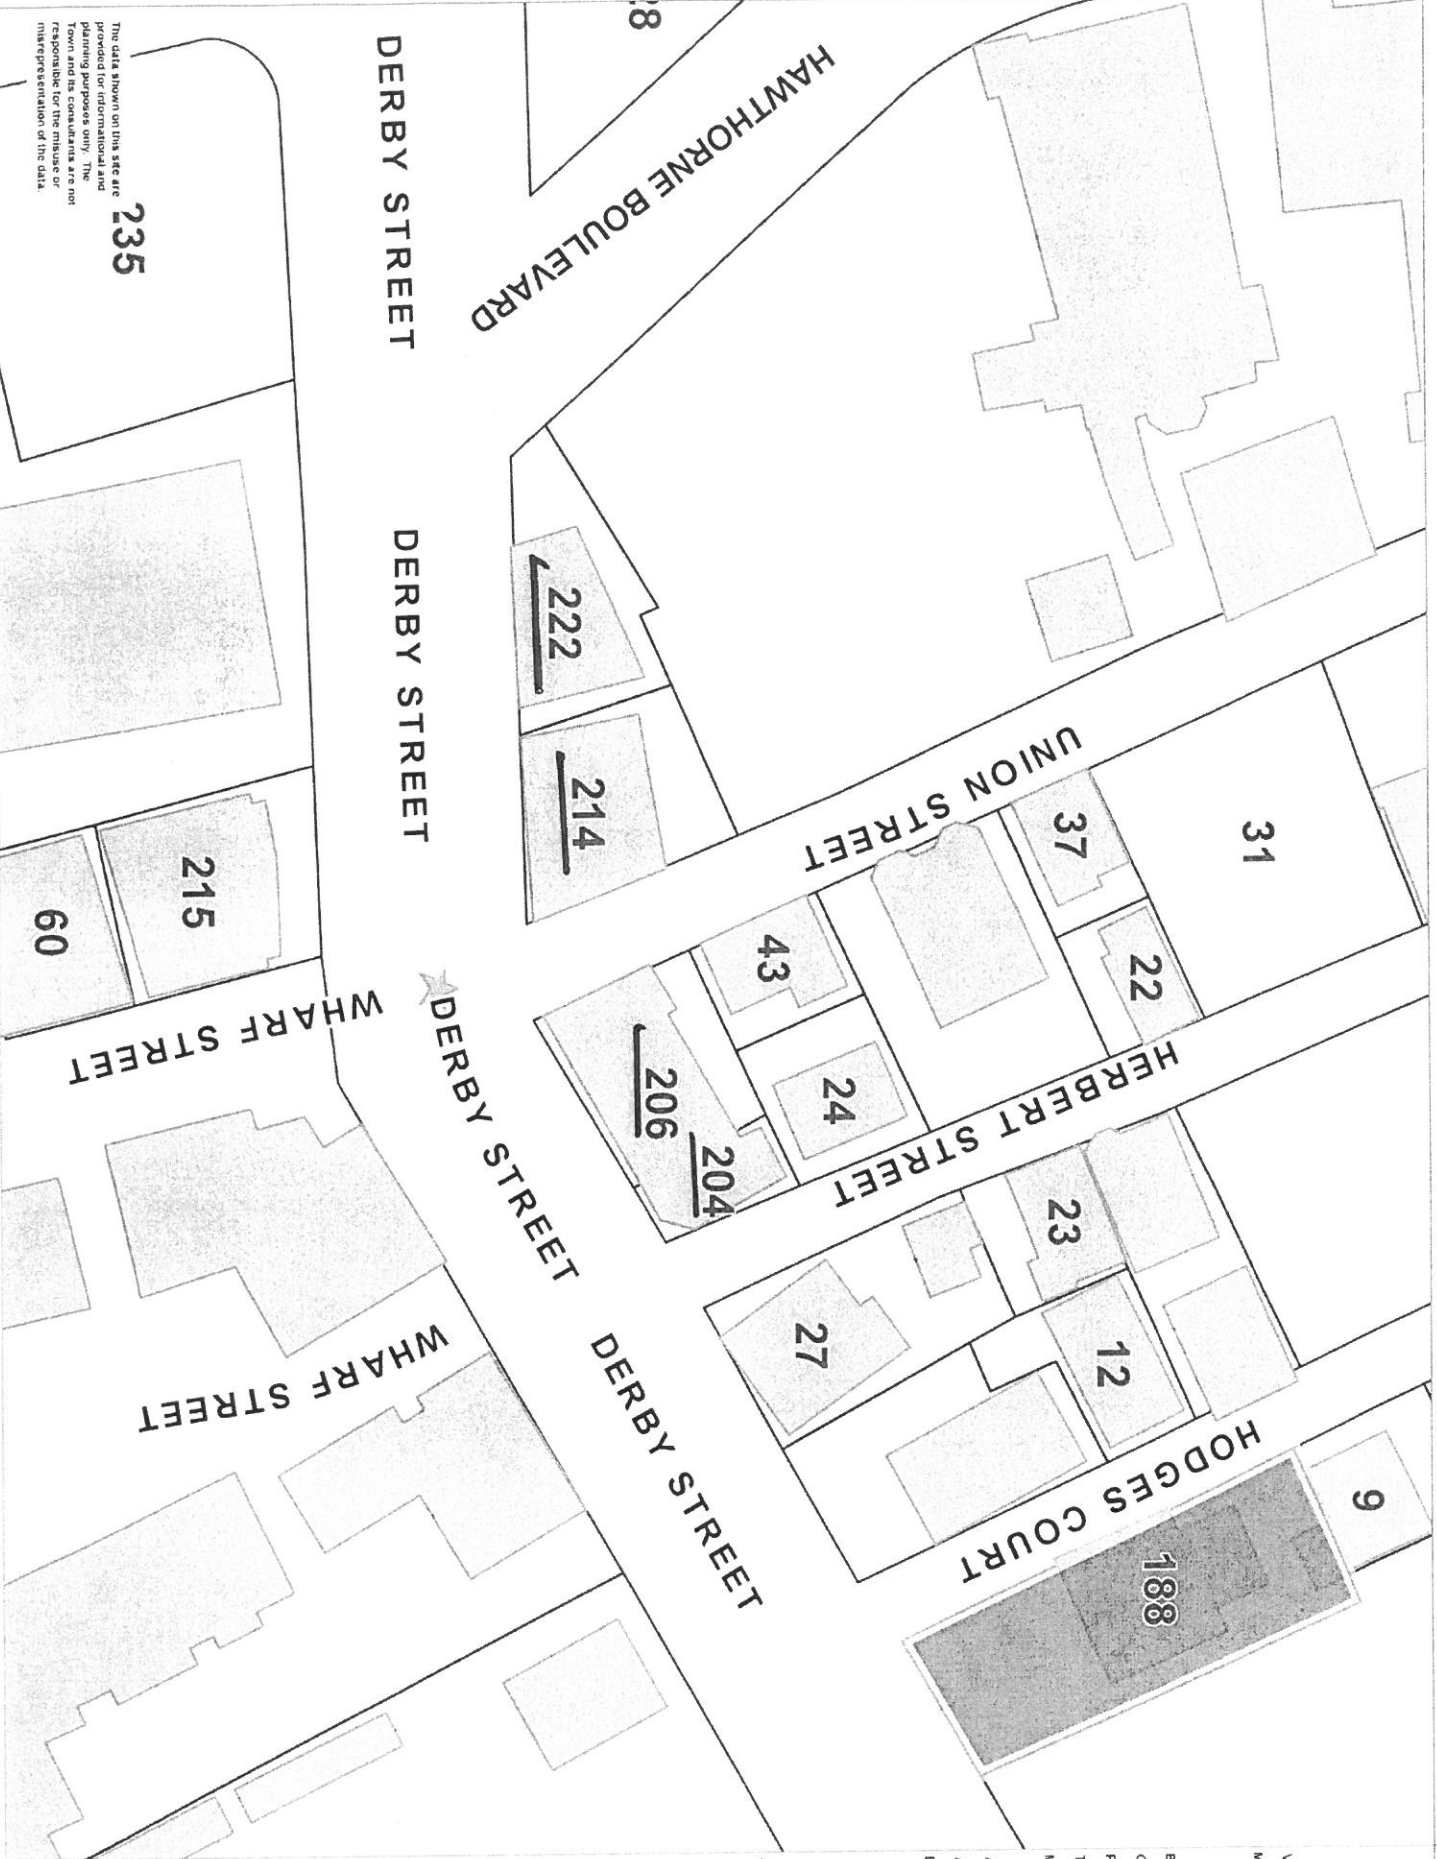 28
HAWTHORNE BOULEVARD
DERBY STREET
The data shown on this site are
provided for informational and
planning purposes only. The
Town and its consultants are not
responsible for the misuse or
misrepresentation of the data.
235
DERBY STREET
222
214
UNION STREET
37
31
215
60
43
22
WHARF STREET
DERBY STREET
206
204
24
HERBERT STREET
23
27
12
WHARF STREET
DERBY STREET
HODGES COURT
9
188